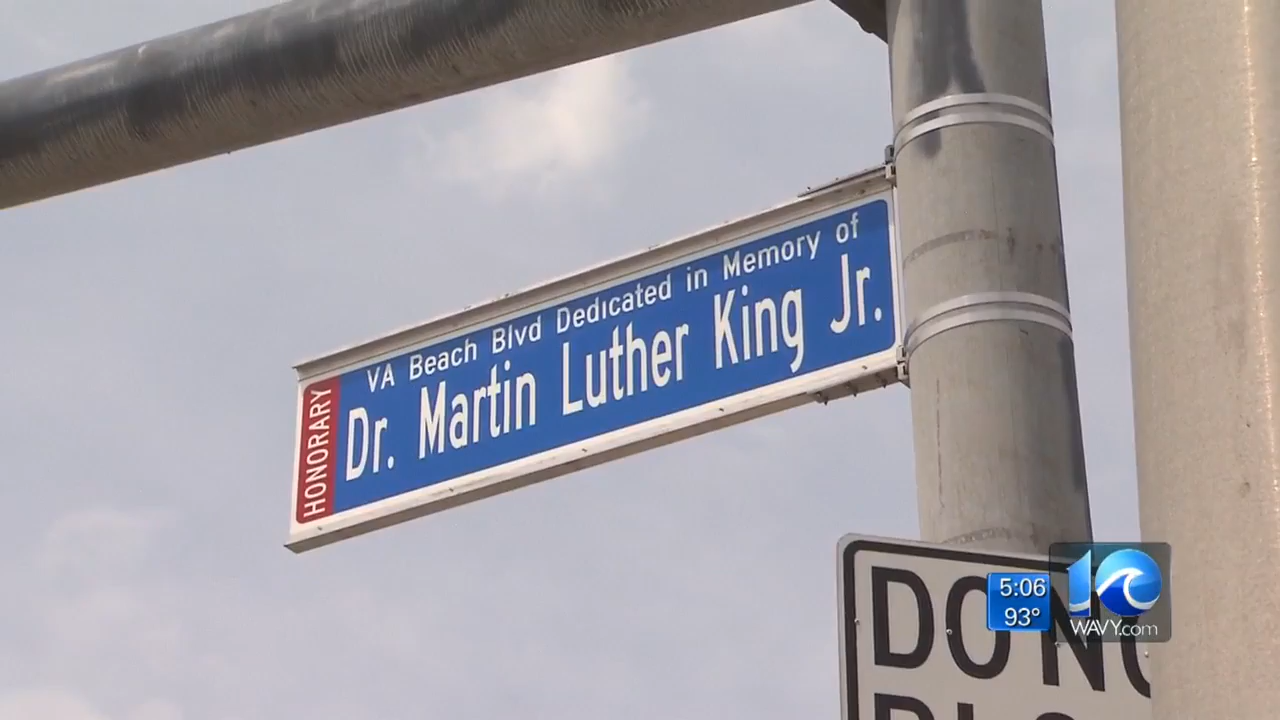 VA Beach Blvd Dedicated in Memory of
Dr. Martin Luther King Jr.
HONORARY
DO
5:06
93°
10
WAVY.com